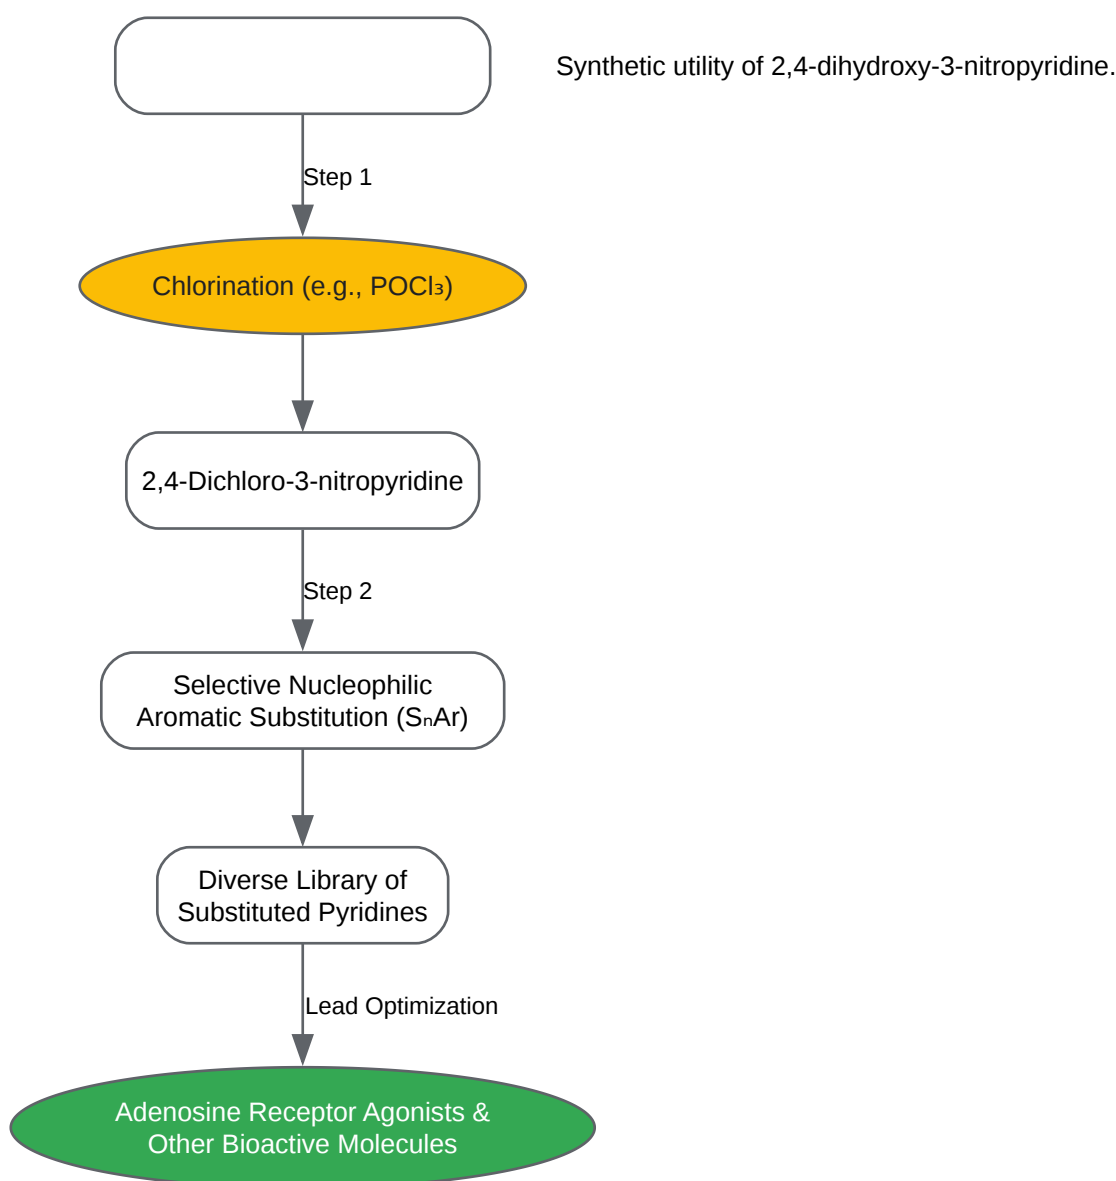 Synthetic utility of 2,4-dihydroxy-3-nitropyridine.
Step 1
Chlorination (e.g., POCl₃)
2,4-Dichloro-3-nitropyridine
Step 2
Selective Nucleophilic
Aromatic Substitution (SₙAr)
Diverse Library of
Substituted Pyridines
Lead Optimization
Adenosine Receptor Agonists &
Other Bioactive Molecules